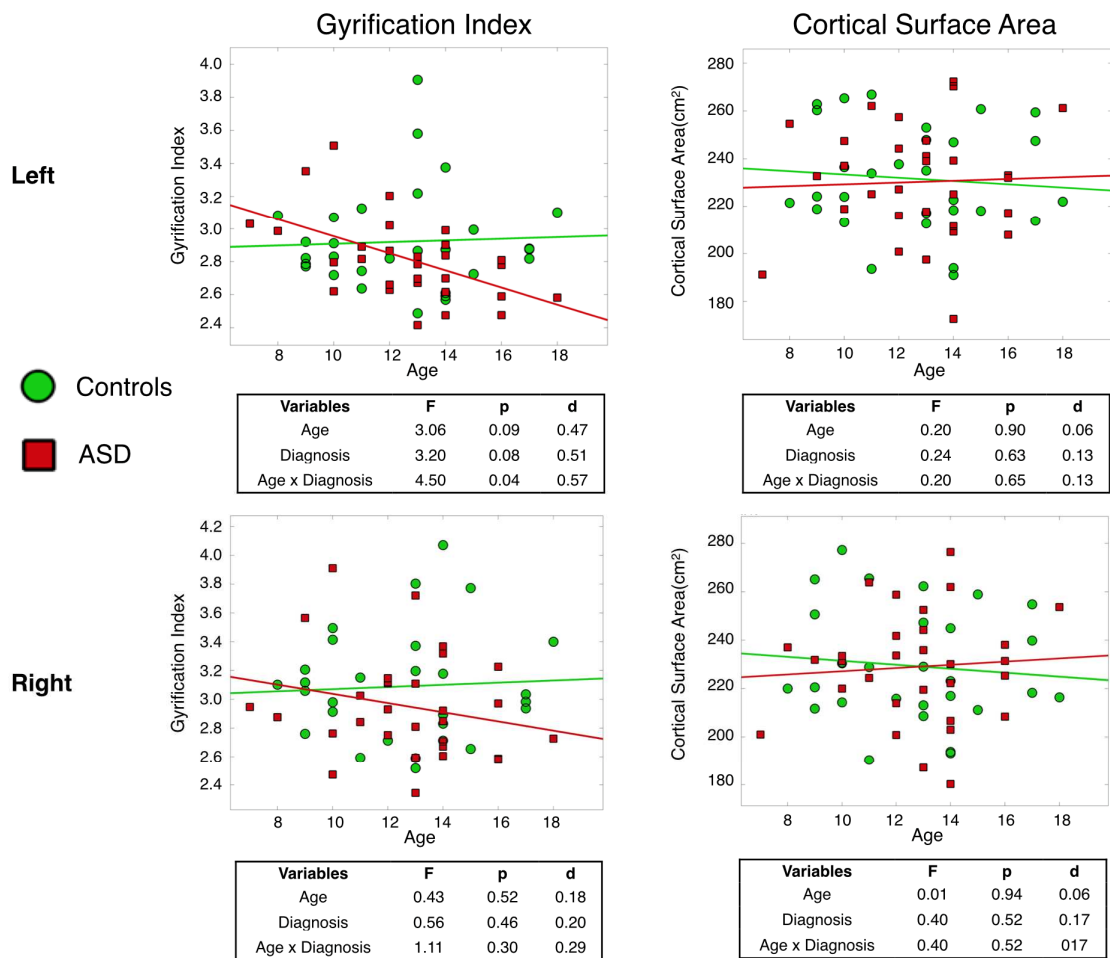 Gyrification Index
Cortical Surface Area
Left
Gyrification Index
4.0
3.8
3.6
3.4
3.2
3.0
2.8
2.6
2.4
8 10 12 14 16 18
Age
Cortical Surface Area(cm²)
280
260
240
220
200
180
8 10 12 14 16 18
Age
Controls
ASD
Variables F p d
Age 3.06 0.09 0.47
Diagnosis 3.20 0.08 0.51
Age x Diagnosis 4.50 0.04 0.57
Variables F p d
Age 0.20 0.90 0.06
Diagnosis 0.24 0.63 0.13
Age x Diagnosis 0.20 0.65 0.13
Right
Gyrification Index
4.2
4.0
3.8
3.6
3.4
3.2
3.0
2.8
2.6
2.4
8 10 12 14 16 18
Age
Cortical Surface Area(cm²)
280
260
240
220
200
180
8 10 12 14 16 18
Age
Variables F p d
Age 0.43 0.52 0.18
Diagnosis 0.56 0.46 0.20
Age x Diagnosis 1.11 0.30 0.29
Variables F p d
Age 0.01 0.94 0.06
Diagnosis 0.40 0.52 0.17
Age x Diagnosis 0.40 0.52 017